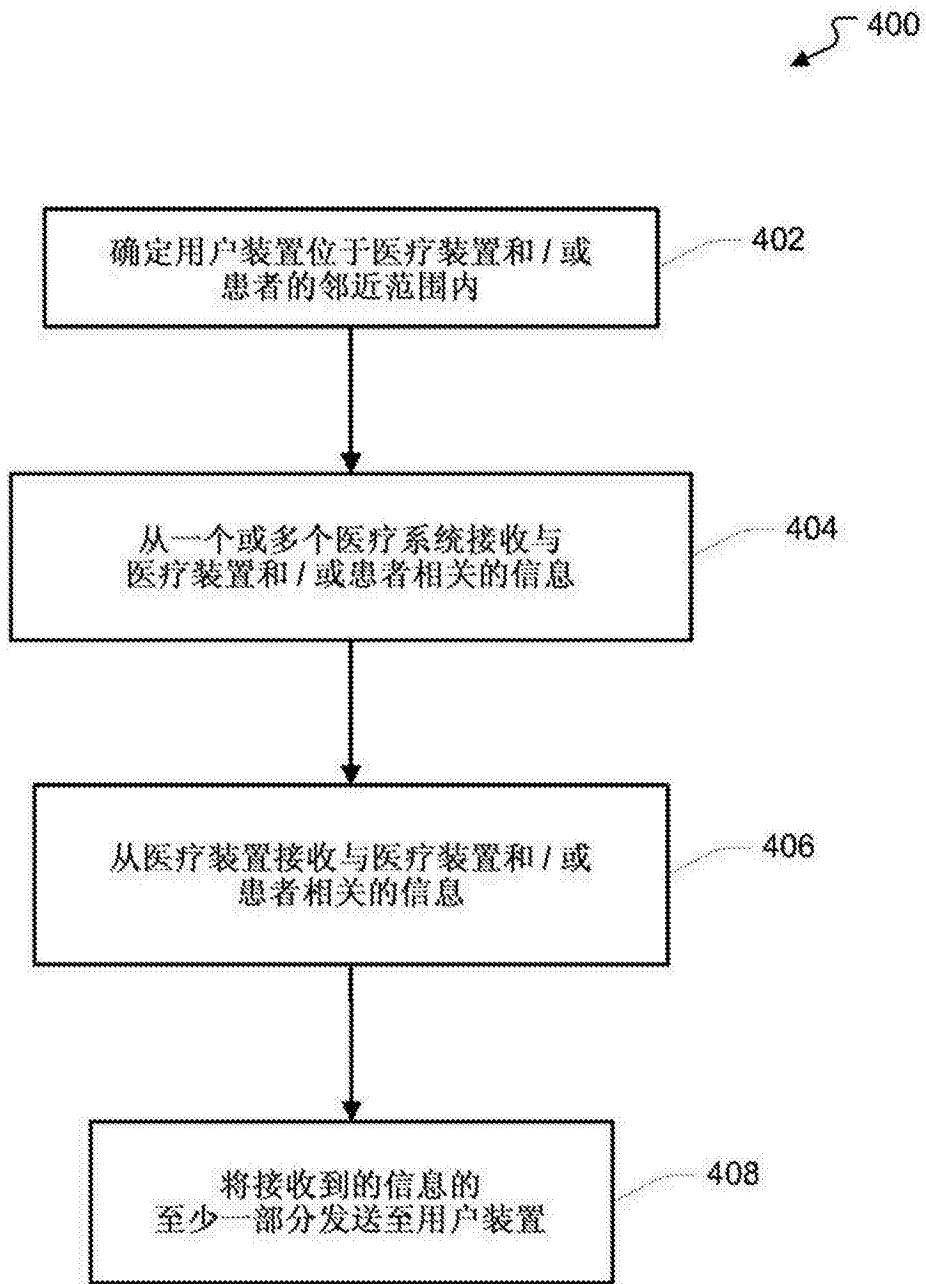 400
确定用户装置位于医疗装置和 / 或
患者的邻近范围内
402
从一个或多个医疗系统接收与
医疗装置和 / 或患者相关的信息
404
从医疗装置接收与医疗装置和 / 或
患者相关的信息
406
将接收到的信息的
至少一部分发送至用户装置
408